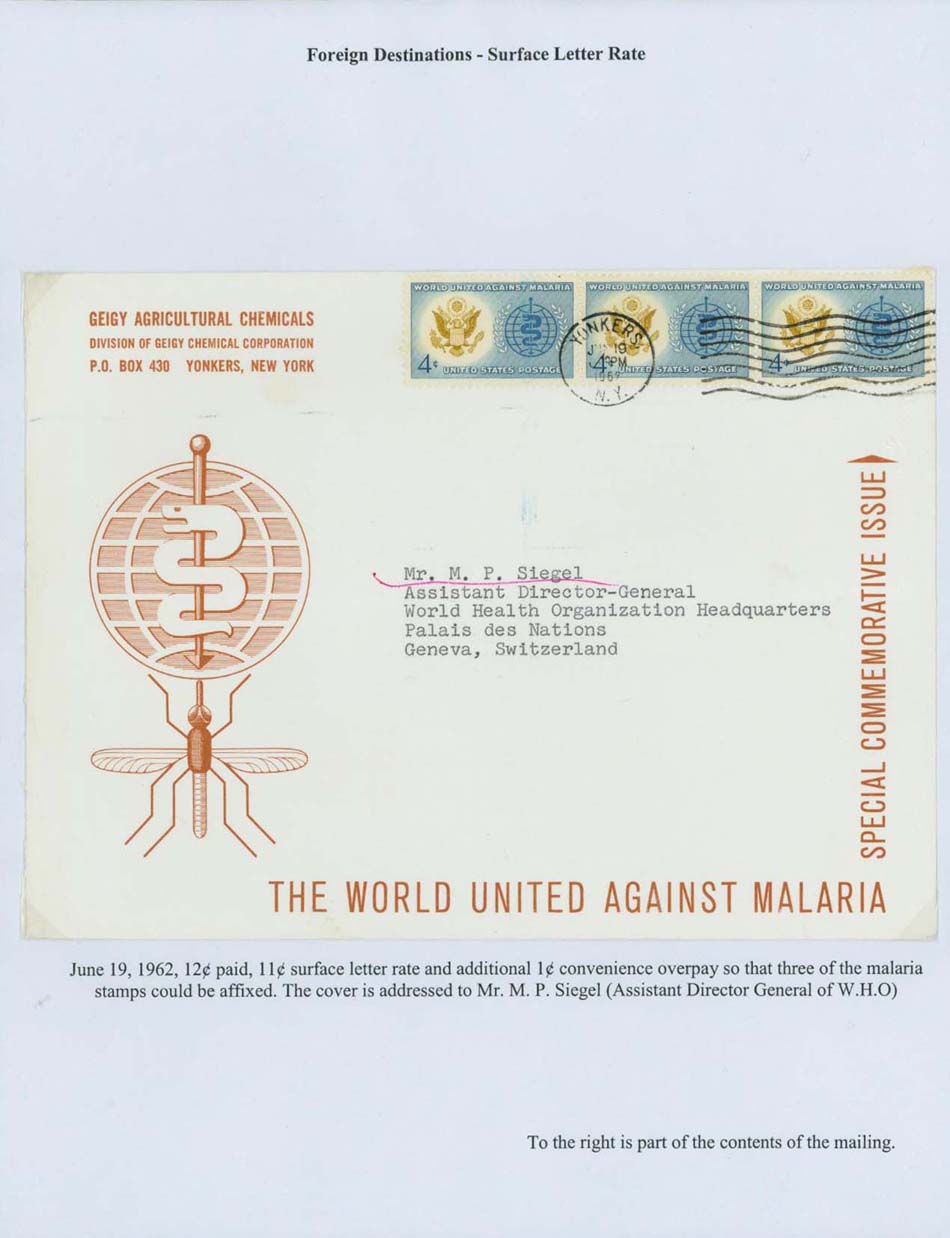 Foreign Destinations - Surface Letter Rate
GEIGY AGRICULTURAL CHEMICALS
DIVISION OF GEIGY CHEMICAL CORPORATION
P.O. BOX 430 YONKERS, NEW YORK
WORLD UNITED AGAINST MALARIA
4¢ UNITED STATES POSTAGE
WORLD UNITED AGAINST MALARIA
4¢ UNITED STATES POSTAGE
WORLD UNITED AGAINST MALARIA
4¢ UNITED STATES POSTAGE
YONKERS
19
PM
1962
N.Y.
Mr. M. P. Siegel
Assistant Director-General
World Health Organization Headquarters
Palais des Nations
Geneva, Switzerland
SPECIAL COMMEMORATIVE ISSUE
THE WORLD UNITED AGAINST MALARIA
June 19, 1962, 12¢ paid, 11¢ surface letter rate and additional 1¢ convenience overpay so that three of the malaria
stamps could be affixed. The cover is addressed to Mr. M. P. Siegel (Assistant Director General of W.H.O)
To the right is part of the contents of the mailing.